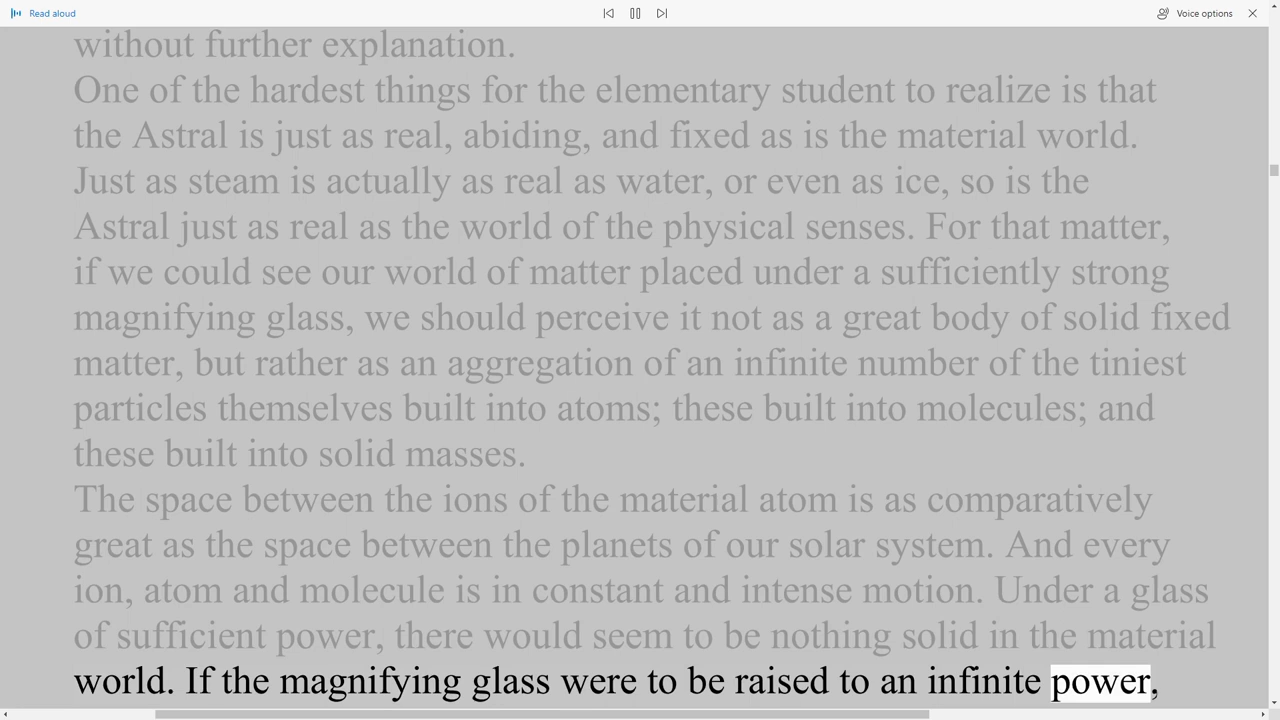 Read aloud
Voice options
without further explanation.
One of the hardest things for the elementary student to realize is that
the Astral is just as real, abiding, and fixed as is the material world.
Just as steam is actually as real as water, or even as ice, so is the
Astral just as real as the world of the physical senses. For that matter,
if we could see our world of matter placed under a sufficiently strong
magnifying glass, we should perceive it not as a great body of solid fixed
matter, but rather as an aggregation of an infinite number of the tiniest
particles themselves built into atoms; these built into molecules; and
these built into solid masses.
The space between the ions of the material atom is as comparatively
great as the space between the planets of our solar system. And every
ion, atom and molecule is in constant and intense motion. Under a glass
of sufficient power, there would seem to be nothing solid in the material
world. If the magnifying glass were to be raised to an infinite power,